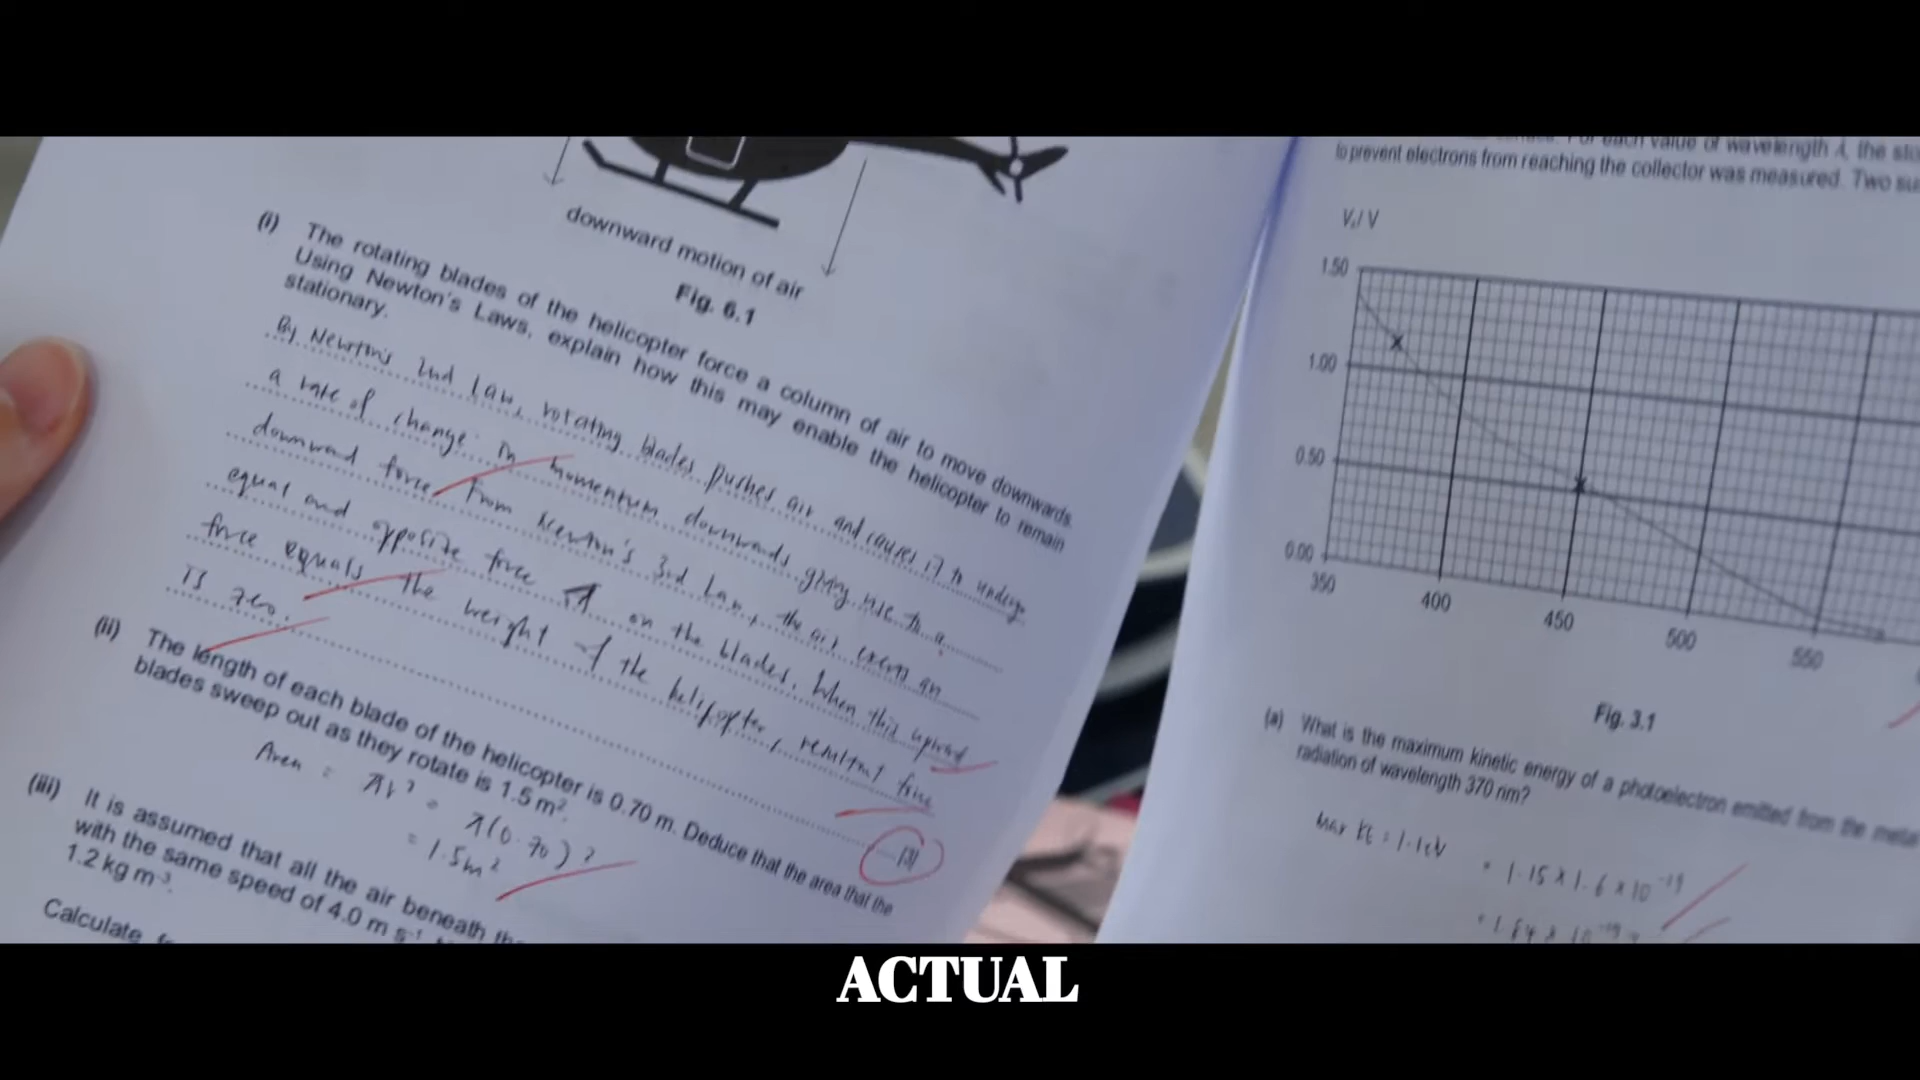 downward motion of air
Fig. 6.1
(i) The rotating blades of the helicopter force a column of air to move downwards.
Using Newton's Laws, explain how this may enable the helicopter to remain
stationary.
By Newton's 2nd Law, rotating blades pushes air and causes it to undergo
a rate of change in momentum downwards giving rise to a
downward force. From Newton's 3rd Law, the air exerts an
equal and opposite force on the blades. When this upward
force equals the weight of the helicopter, resultant force
is zero.
[3]
(ii) The length of each blade of the helicopter is 0.70 m. Deduce that the area that the
blades sweep out as they rotate is 1.5 m².
Area = πr² = π(0.70)²
= 1.5m²
(iii) It is assumed that all the air beneath
with the same speed of 4.0 m s⁻¹
1.2 kg m⁻³.
Calculate
For each value of wavelength λ, the
to prevent electrons from reaching the collector was measured. Two
Vₛ/ V
1.50
1.00
0.50
0.00
350
400
450
500
550
Fig. 3.1
(a) What is the maximum kinetic energy of a photoelectron emitted from the metal
radiation of wavelength 370 nm?
Max KE =
= 1.15 × 1.6 × 10⁻¹⁹
ACTUAL